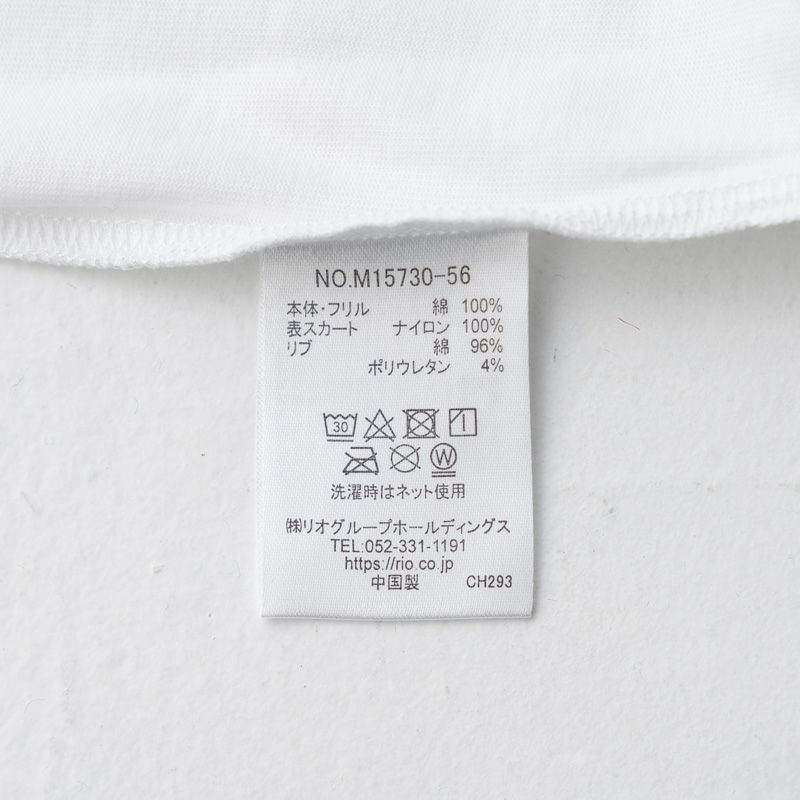 NO.M15730-56
本体・フリル 綿 100%
表スカート ナイロン 100%
リブ 綿 96%
ポリウレタン 4%
30
W
洗濯時はネット使用
㈱リオグループホールディングス
TEL:052-331-1191
https://rio.co.jp
中国製 CH293